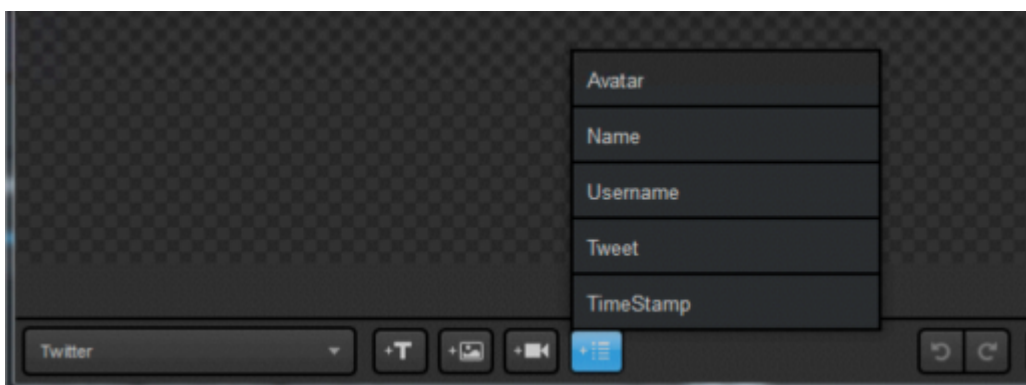 Avatar
Name
Username
Tweet
TimeStamp
Twitter
+T